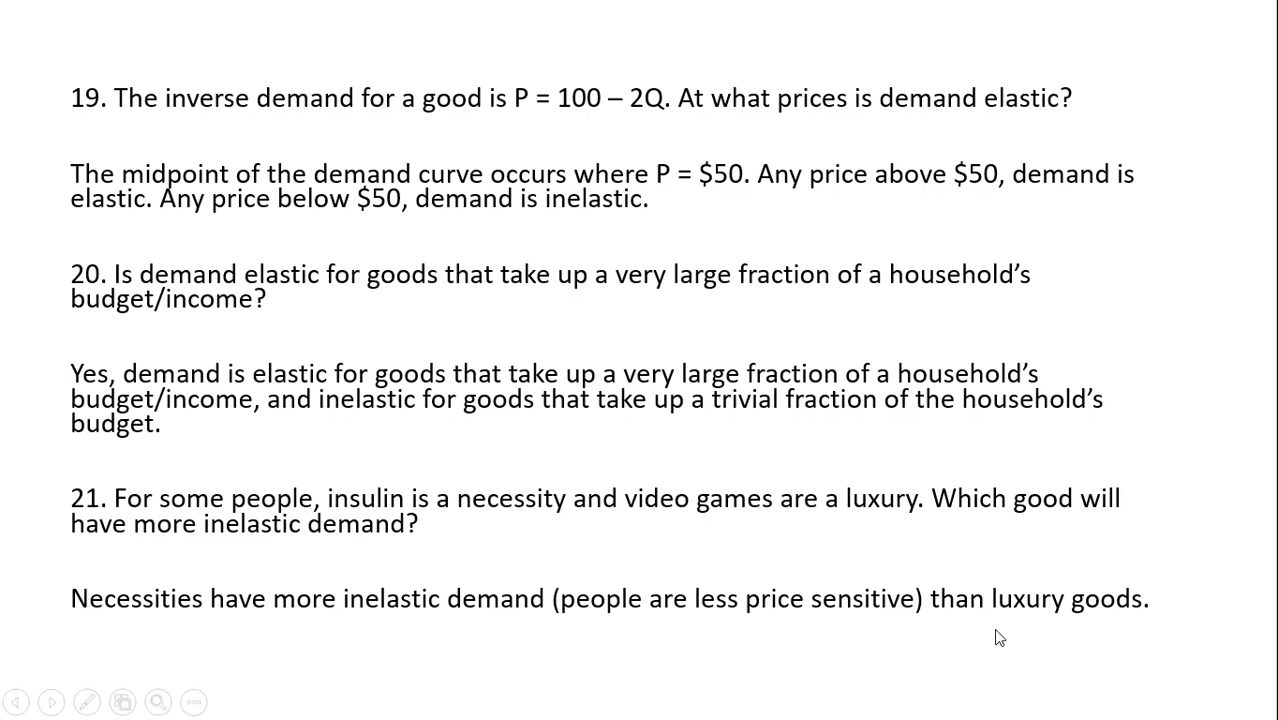 19. The inverse demand for a good is P = 100 – 2Q. At what prices is demand elastic?
The midpoint of the demand curve occurs where P = $50. Any price above $50, demand is
elastic. Any price below $50, demand is inelastic.
20. Is demand elastic for goods that take up a very large fraction of a household’s
budget/income?
Yes, demand is elastic for goods that take up a very large fraction of a household’s
budget/income, and inelastic for goods that take up a trivial fraction of the household’s
budget.
21. For some people, insulin is a necessity and video games are a luxury. Which good will
have more inelastic demand?
Necessities have more inelastic demand (people are less price sensitive) than luxury goods.